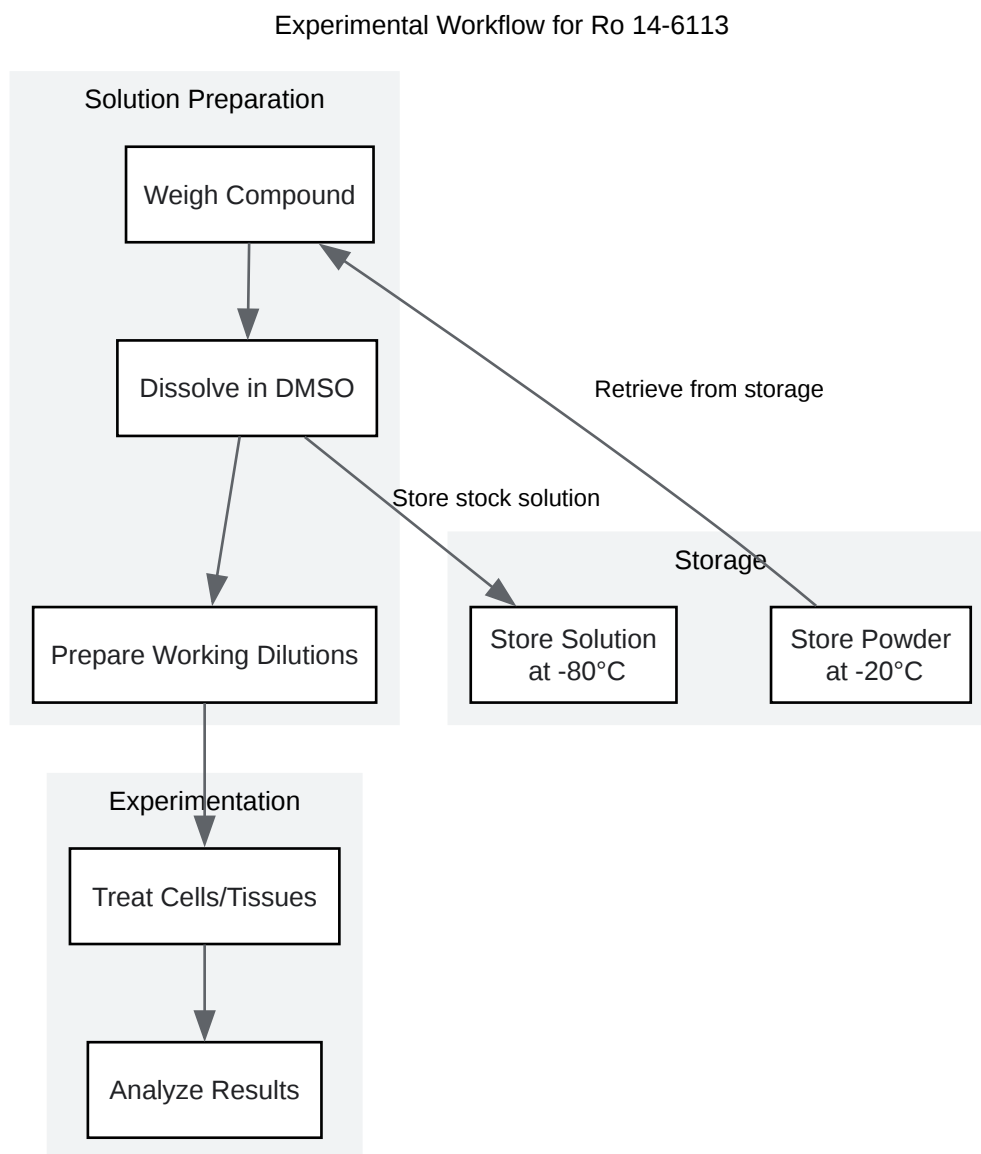 Experimental Workflow for Ro 14-6113
Solution Preparation
Weigh Compound
Dissolve in DMSO
Retrieve from storage
Store stock solution
Storage
Prepare Working Dilutions
Store Solution
at -80°C
Store Powder
at -20°C
Experimentation
Treat Cells/Tissues
Analyze Results